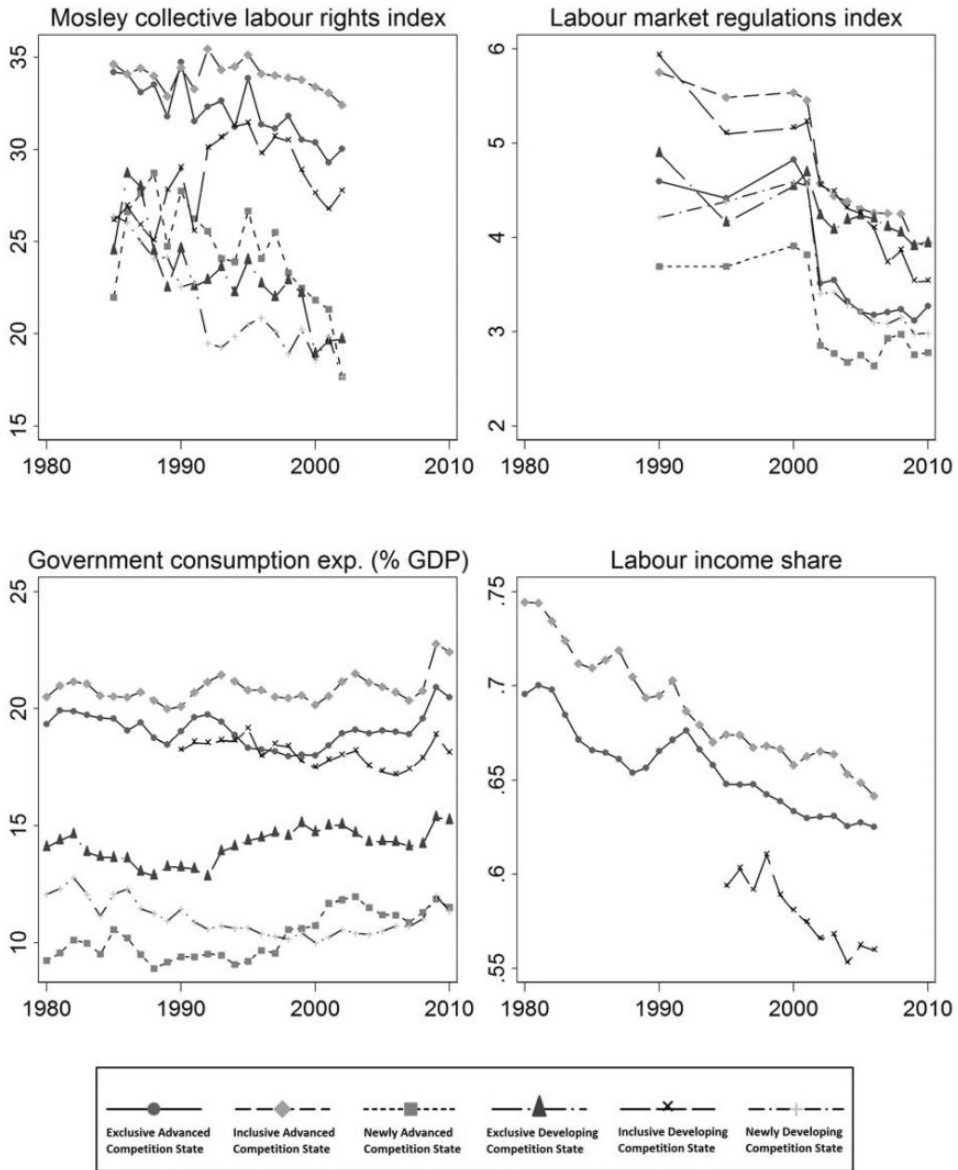 Mosley collective labour rights index
35
30
25
20
15
1980 1990 2000 2010
Labour market regulations index
6
5
4
3
2
1980 1990 2000 2010
Government consumption exp. (% GDP)
25
20
15
10
1980 1990 2000 2010
Labour income share
.75
.7
.65
.6
.55
1980 1990 2000 2010
Exclusive Advanced
Competition State
Inclusive Advanced
Competition State
Newly Advanced
Competition State
Exclusive Developing
Competition State
Inclusive Developing
Competition State
Newly Developing
Competition State